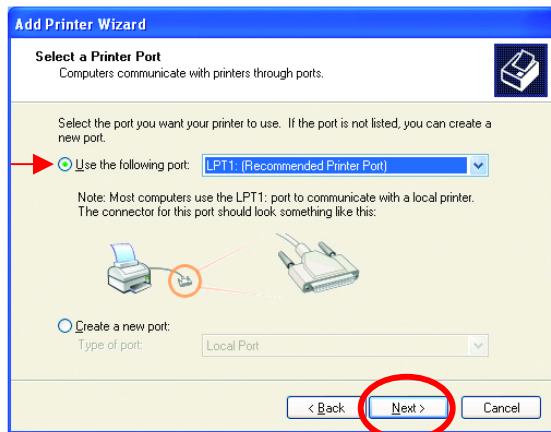 Add Printer Wizard
Select a Printer Port
Computers communicate with printers through ports.
Select the port you want your printer to use. If the port is not listed, you can create a
new port.
Use the following port: LPT1: (Recommended Printer Port)
Note: Most computers use the LPT1: port to communicate with a local printer.
The connector for this port should look something like this:
Create a new port:
Type of port: Local Port
< Back Next > Cancel